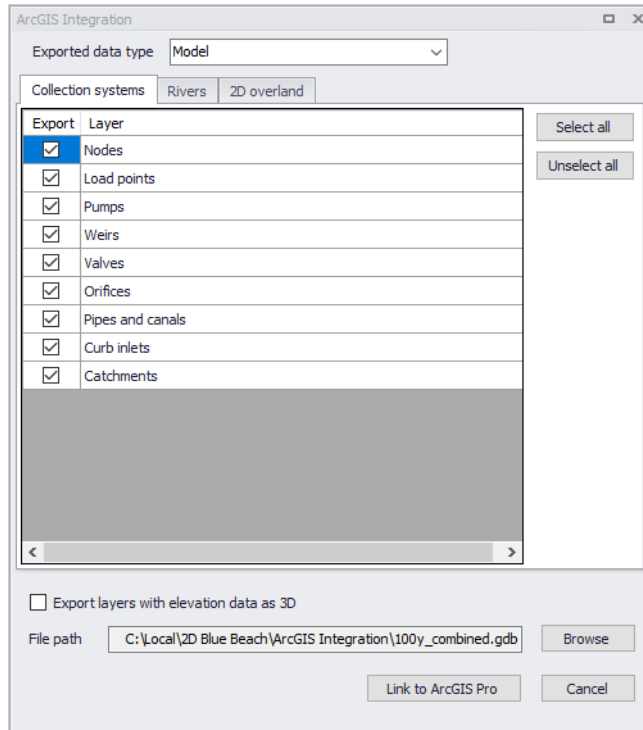 ArcGIS Integration
Exported data type Model
Collection systems Rivers 2D overland
Export Layer
Select all
Nodes
Unselect all
Load points
Pumps
Weirs
Valves
Orifices
Pipes and canals
Curb inlets
Catchments
Export layers with elevation data as 3D
File path C:\Local\2D Blue Beach\ArcGIS Integration\100y_combined.gdb Browse
Link to ArcGIS Pro Cancel